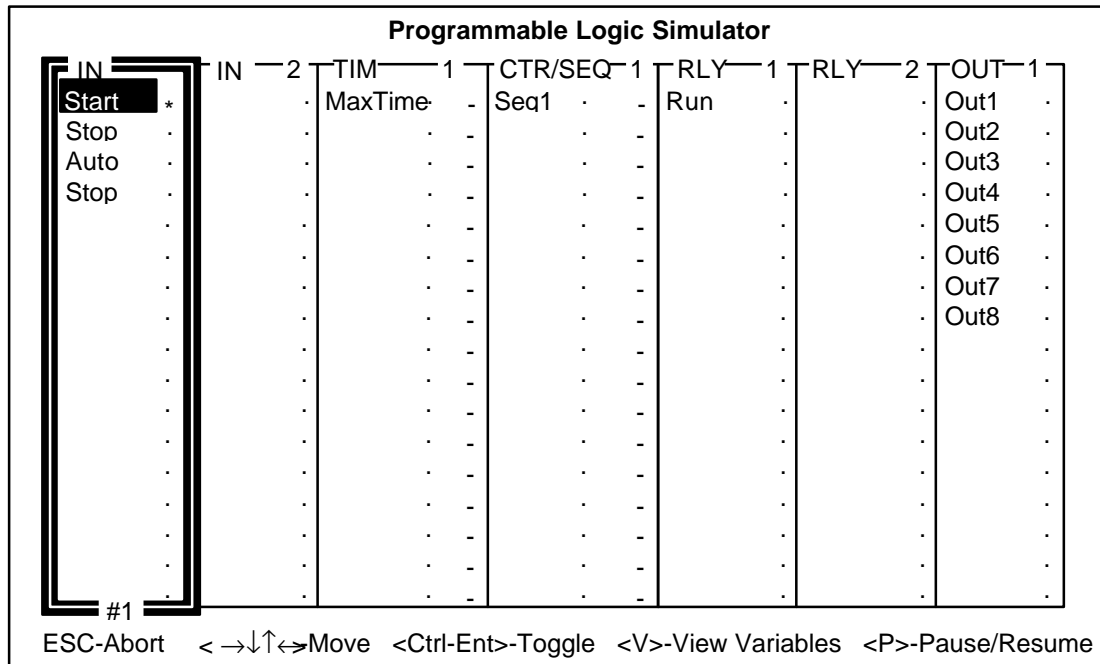 Programmable Logic Simulator
IN IN 2 TIM 1 CTR/SEQ 1 RLY 1 RLY 2 OUT 1
Start * . . MaxTime . - Seq1 . - Run . . Out1 .
Stop . . . - . - . . Out2 .
Auto . . . - . - . . Out3 .
Stop . . . - . - . . Out4 .
. . . - . - . . Out5 .
. . . - . - . . Out6 .
. . . - . - . . Out7 .
. . . - . - . . Out8 .
. . . - . - . . .
. . . - . - . . .
. . . - . - . . .
. . . - . - . . .
. . . - . - . . .
. . . - . - . . .
. . . - . - . . .
. . . - . - . . .
. . . - . - . . .
#1
ESC-Abort < →↓↑↔>-Move <Ctrl-Ent>-Toggle <V>-View Variables <P>-Pause/Resume